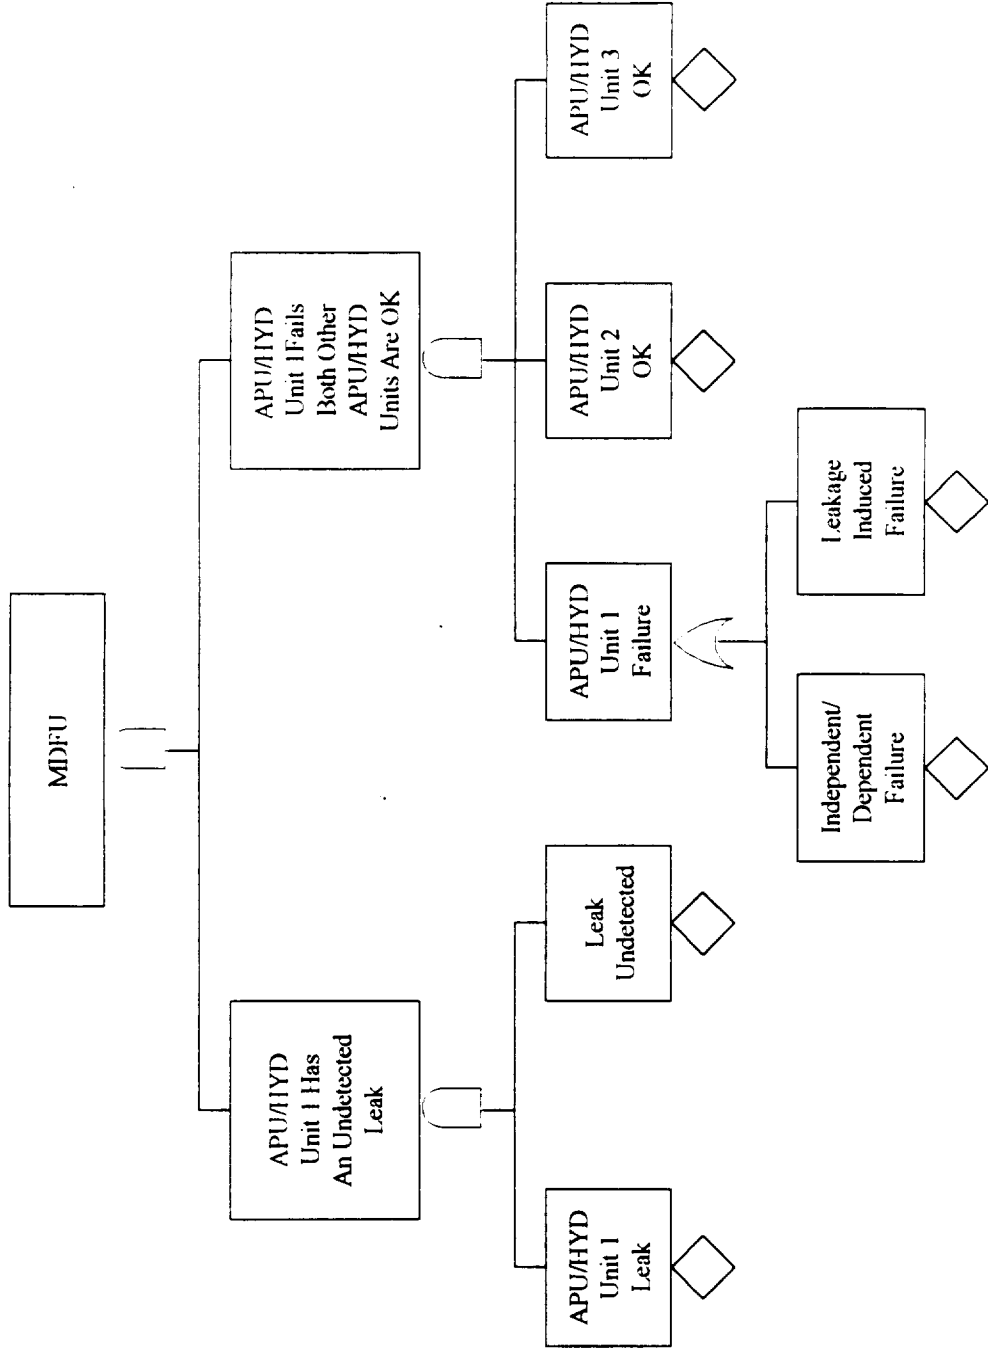 MDFU
APU/HYD
Unit 1 Has
An Undetected
Leak
APU/HYD
Unit 1Fails
Both Other
APU/HYD
Units Are OK
APU/HYD
Unit 1
Leak
Leak
Undetected
APU/HYD
Unit 1
Failure
APU/HYD
Unit 2
OK
APU/HYD
Unit 3
OK
Independent/
Dependent
Failure
Leakage
Induced
Failure